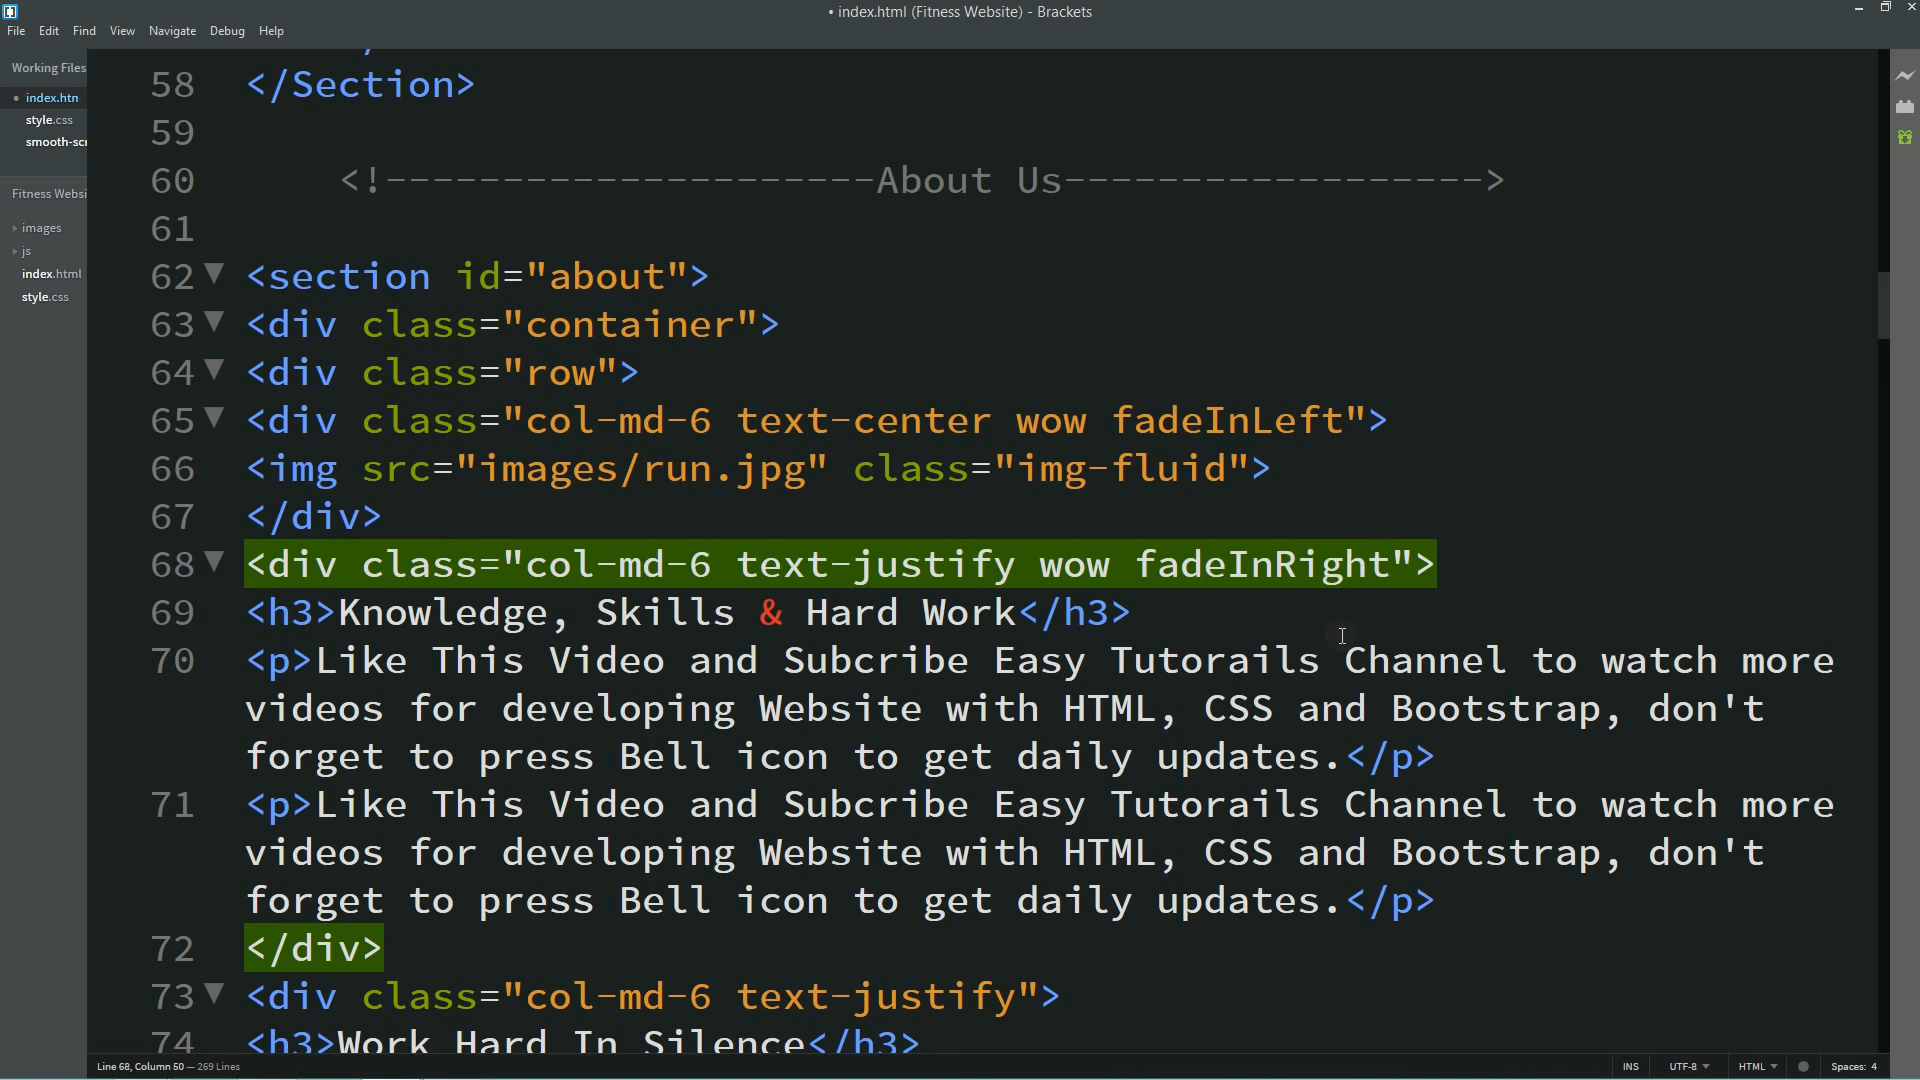 • index.html (Fitness Website) - Brackets
File Edit Find View Navigate Debug Help
Working Files
• index.htm
style.css
smooth-scr
Fitness Websi
images
js
index.html
style.css
58 </Section>
59
60 <!---------------------About Us------------------>
61
62 <section id="about">
63 <div class="container">
64 <div class="row">
65 <div class="col-md-6 text-center wow fadeInLeft">
66 <img src="images/run.jpg" class="img-fluid">
67 </div>
68 <div class="col-md-6 text-justify wow fadeInRight">
69 <h3>Knowledge, Skills & Hard Work</h3>
70 <p>Like This Video and Subcribe Easy Tutorails Channel to watch more
videos for developing Website with HTML, CSS and Bootstrap, don't
forget to press Bell icon to get daily updates.</p>
71 <p>Like This Video and Subcribe Easy Tutorails Channel to watch more
videos for developing Website with HTML, CSS and Bootstrap, don't
forget to press Bell icon to get daily updates.</p>
72 </div>
73 <div class="col-md-6 text-justify">
74 <h3>Work Hard In Silence</h3>
Line 68, Column 50 — 269 Lines
INS UTF-8 HTML Spaces: 4